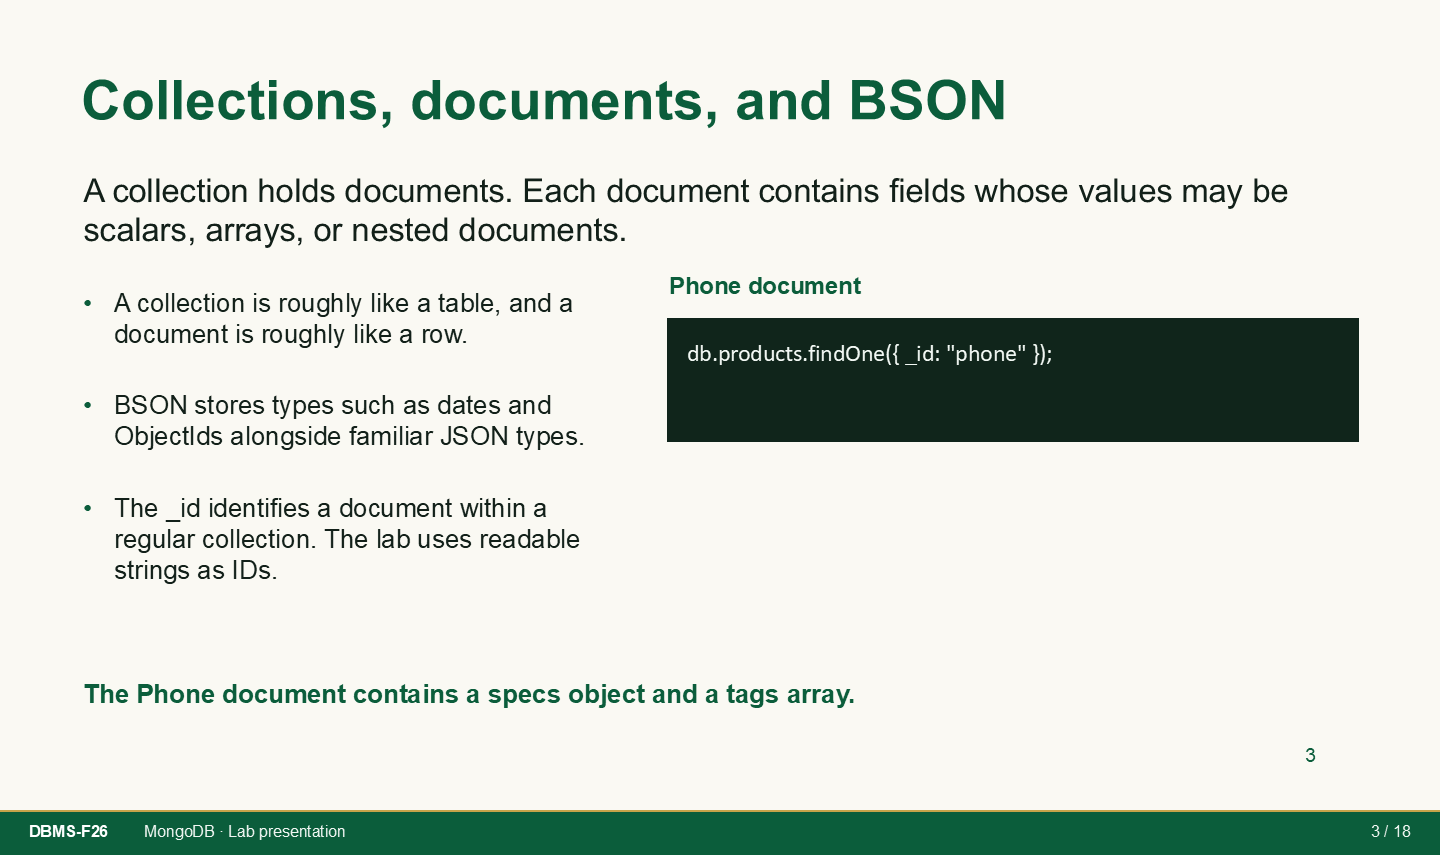 Collections, documents, and BSON
A collection holds documents. Each document contains fields whose values may be
scalars, arrays, or nested documents.
• A collection is roughly like a table, and a
document is roughly like a row.
• BSON stores types such as dates and
ObjectIds alongside familiar JSON types.
• The _id identifies a document within a
regular collection. The lab uses readable
strings as IDs.
Phone document
db.products.findOne({ _id: "phone" });
The Phone document contains a specs object and a tags array.
3
DBMS-F26 MongoDB · Lab presentation 3 / 18